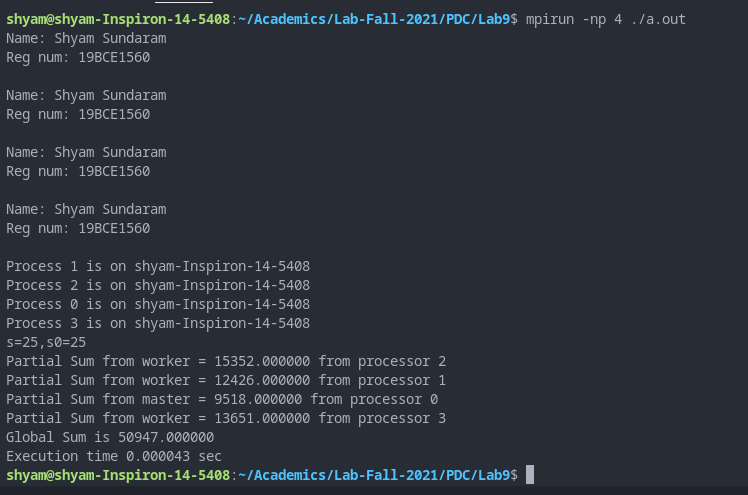 shyam@shyam-Inspiron-14-5408:~/Academics/Lab-Fall-2021/PDC/Lab9$ mpirun -np 4 ./a.out
Name: Shyam Sundaram
Reg num: 19BCE1560
Name: Shyam Sundaram
Reg num: 19BCE1560
Name: Shyam Sundaram
Reg num: 19BCE1560
Name: Shyam Sundaram
Reg num: 19BCE1560
Process 1 is on shyam-Inspiron-14-5408
Process 2 is on shyam-Inspiron-14-5408
Process 0 is on shyam-Inspiron-14-5408
Process 3 is on shyam-Inspiron-14-5408
s=25,s0=25
Partial Sum from worker = 15352.000000 from processor 2
Partial Sum from worker = 12426.000000 from processor 1
Partial Sum from master = 9518.000000 from processor 0
Partial Sum from worker = 13651.000000 from processor 3
Global Sum is 50947.000000
Execution time 0.000043 sec
shyam@shyam-Inspiron-14-5408:~/Academics/Lab-Fall-2021/PDC/Lab9$